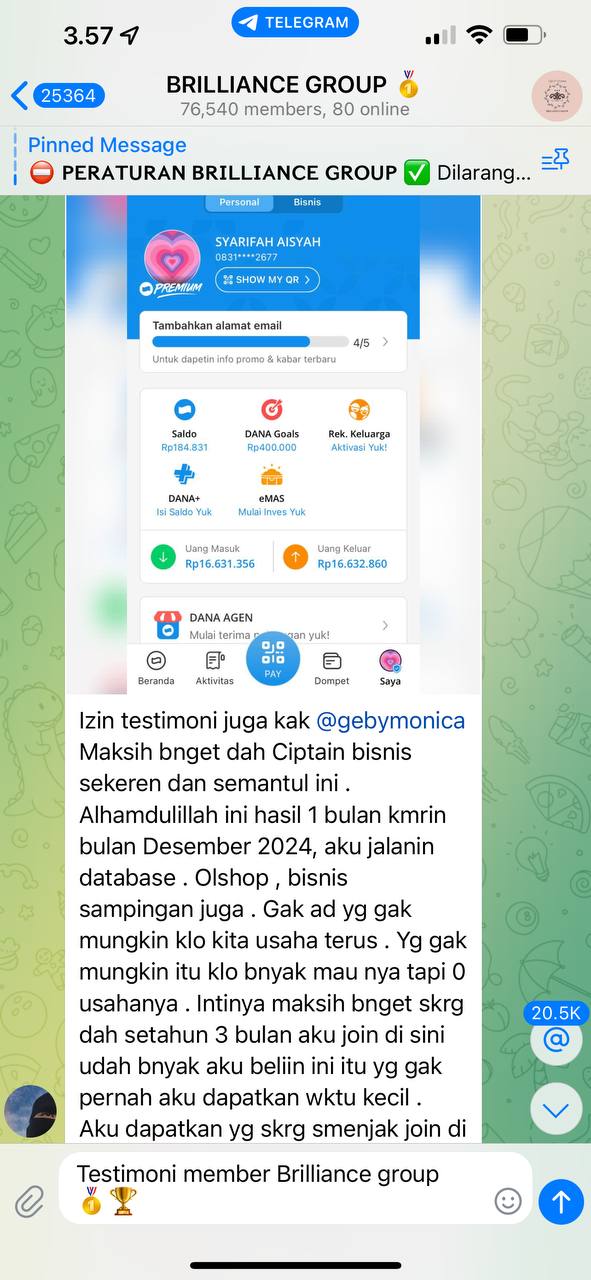 3.57
TELEGRAM
25364
BRILLIANCE GROUP 🏅
76,540 members, 80 online
Pinned Message
⛔ PERATURAN BRILLIANCE GROUP ✅ Dilarang...
Personal Bisnis
SYARIFAH AISYAH
0831****2677
PREMIUM
SHOW MY QR >
Tambahkan alamat email
4/5
Untuk dapetin info promo & kabar terbaru
Saldo DANA Goals Rek. Keluarga
Rp184.831 Rp400.000 Aktivasi Yuk!
DANA+ eMAS
Isi Saldo Yuk Mulai Inves Yuk
Uang Masuk Uang Keluar
Rp16.631.356 Rp16.632.860
DANA AGEN
Mulai terima yuk!
PAY
Beranda Aktivitas Dompet Saya
Izin testimoni juga kak @gebymonica
Maksih bnget dah Ciptain bisnis
sekeren dan semantul ini .
Alhamdulillah ini hasil 1 bulan kmrin
bulan Desember 2024, aku jalanin
database . Olshop , bisnis
sampingan juga . Gak ad yg gak
mungkin klo kita usaha terus . Yg gak
mungkin itu klo bnyak mau nya tapi 0
usahanya . Intinya maksih bnget skrg
dah setahun 3 bulan aku join di sini
udah bnyak aku beliin ini itu yg gak
pernah aku dapatkan wktu kecil .
Aku dapatkan yg skrg smenjak join di
20.5K
@
Testimoni member Brilliance group
🏅🏆